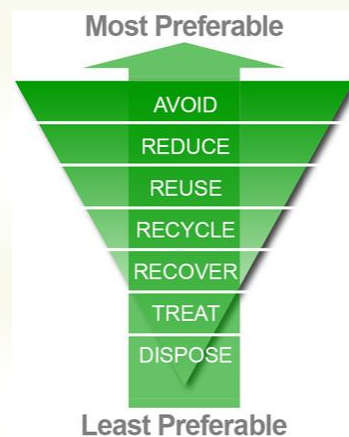 Most Preferable
AVOID
REDUCE
REUSE
RECYCLE
RECOVER
TREAT
DISPOSE
Least Preferable